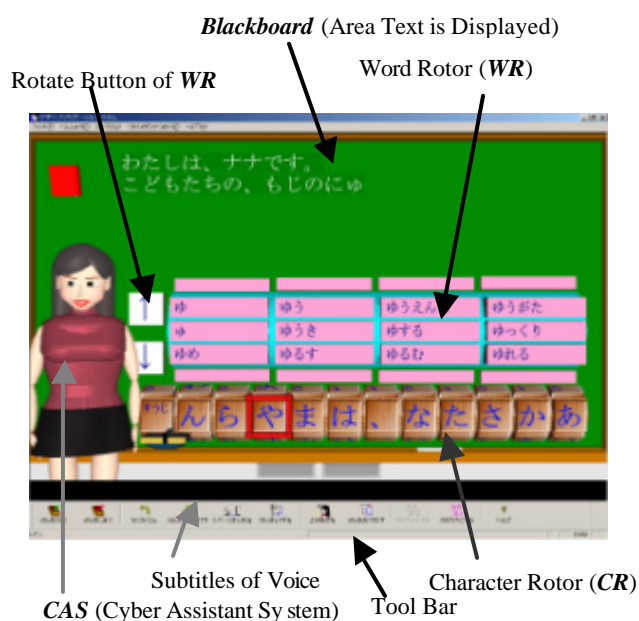 Blackboard (Area Text is Displayed)
Rotate Button of WR
Word Rotor (WR)
わたしは、ナナです。
こどもたちの、もじのにゅ
↑ ゆ ゆう ゆうえん ゆうがた
ゅ ゆうき ゆする ゆっくり
↓ ゆめ ゆるす ゆるむ ゆれる
すうじ ん ら や ま は 、 な た さ か あ
Subtitles of Voice
Character Rotor (CR)
CAS (Cyber Assistant System)
Tool Bar